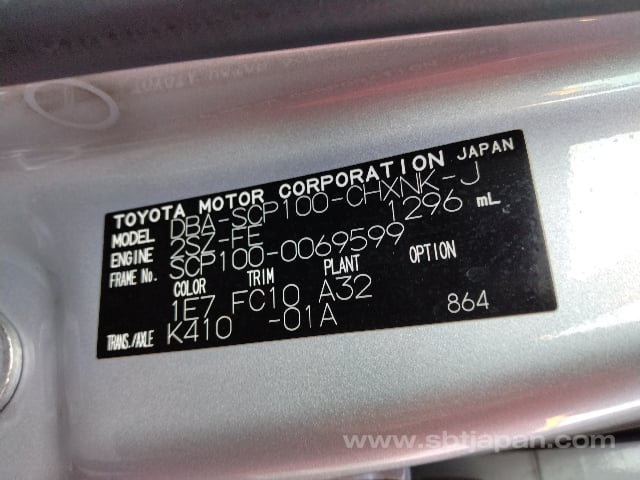 TOYOTA MOTOR CORPORATION JAPAN
MODEL DBA-SCP100-CHXNK-J
ENGINE 2SZ-FE 1296 mL
FRAME No. SCP100-0069599
COLOR TRIM PLANT OPTION
1E7 FC10 A32
TRANS./AXLE K410 -01A 864
www.sbtjapan.com